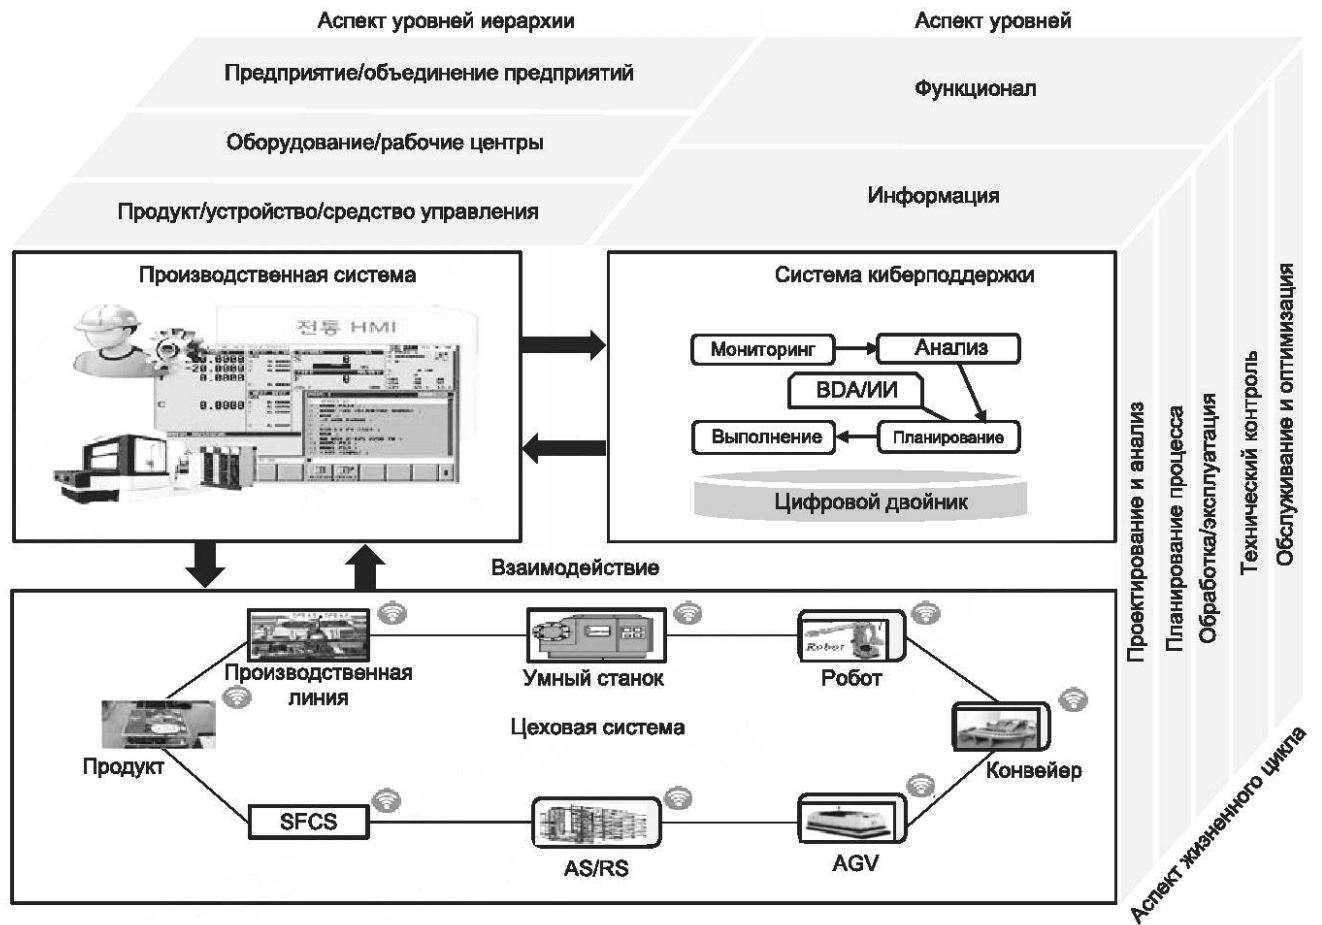 Аспект уровней иерархии
Аспект уровней
Предприятие/объединение предприятий
Функционал
Оборудование/рабочие центры
Информация
Продукт/устройство/средство управления
Производственная система
전통 HMI
0.0000
Система киберподдержки
Мониторинг
Анализ
BDA/ИИ
Выполнение
Планирование
Цифровой двойник
Взаимодействие
Производственная
линия
Умный станок
Robot
Робот
Цеховая система
Продукт
Конвейер
SFCS
AS/RS
AGV
Проектирование и анализ
Планирование процесса
Обработка/эксплуатация
Технический контроль
Обслуживание и оптимизация
Аспект жизненного цикла